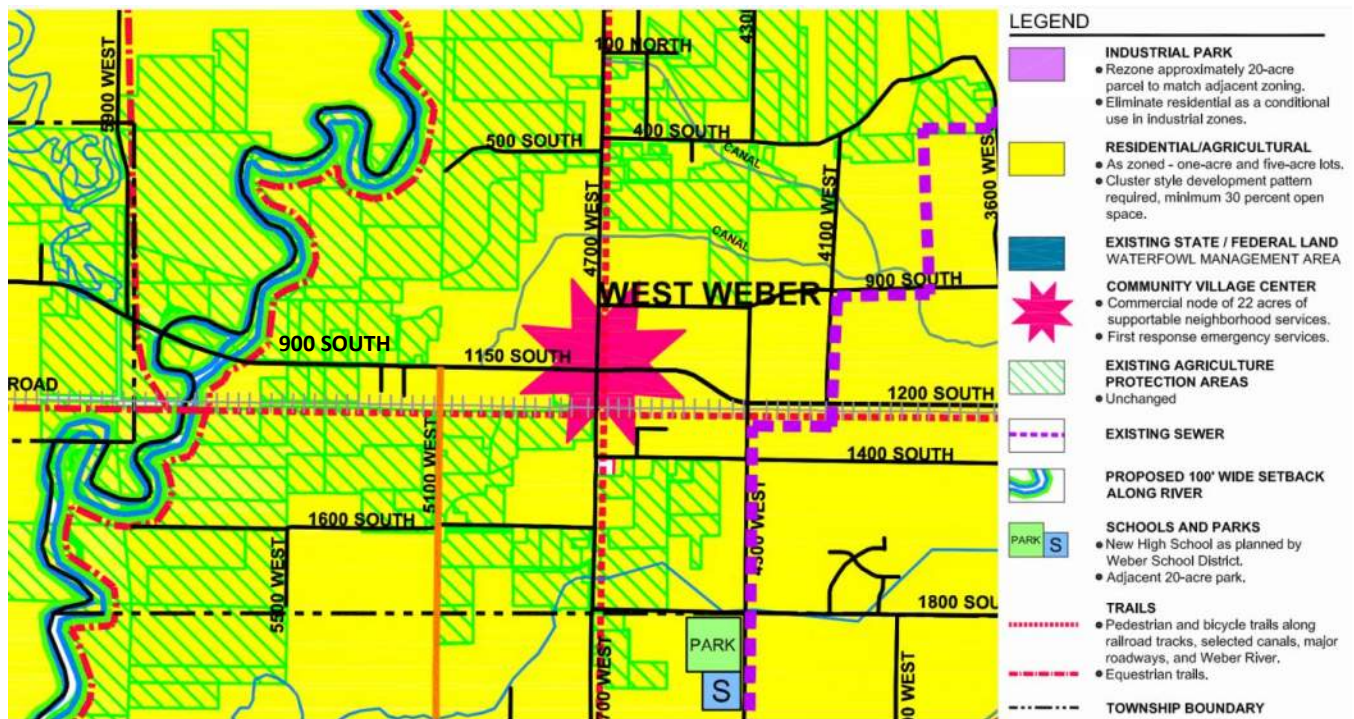 100 NORTH
430
5900 WEST
500 SOUTH
400 SOUTH
CANAL
3600 WES
4700 WEST
4100 WEST
CANAL
900 SOUTH
WEST WEBER
900 SOUTH
1150 SOUTH
ROAD
1200 SOUTH
5100 WEST
1400 SOUTH
1600 SOUTH
4300 WEST
5500 WEST
1800 SOU
PARK
S
700 WEST
00 WEST
LEGEND
INDUSTRIAL PARK
● Rezone approximately 20-acre
parcel to match adjacent zoning.
● Eliminate residential as a conditional
use in industrial zones.
RESIDENTIAL/AGRICULTURAL
● As zoned - one-acre and five-acre lots.
● Cluster style development pattern
required, minimum 30 percent open
space.
EXISTING STATE / FEDERAL LAND
WATERFOWL MANAGEMENT AREA
COMMUNITY VILLAGE CENTER
● Commercial node of 22 acres of
supportable neighborhood services.
● First response emergency services.
EXISTING AGRICULTURE
PROTECTION AREAS
● Unchanged
EXISTING SEWER
PROPOSED 100' WIDE SETBACK
ALONG RIVER
PARK S
SCHOOLS AND PARKS
● New High School as planned by
Weber School District.
● Adjacent 20-acre park.
TRAILS
● Pedestrian and bicycle trails along
railroad tracks, selected canals, major
roadways, and Weber River.
● Equestrian trails.
TOWNSHIP BOUNDARY